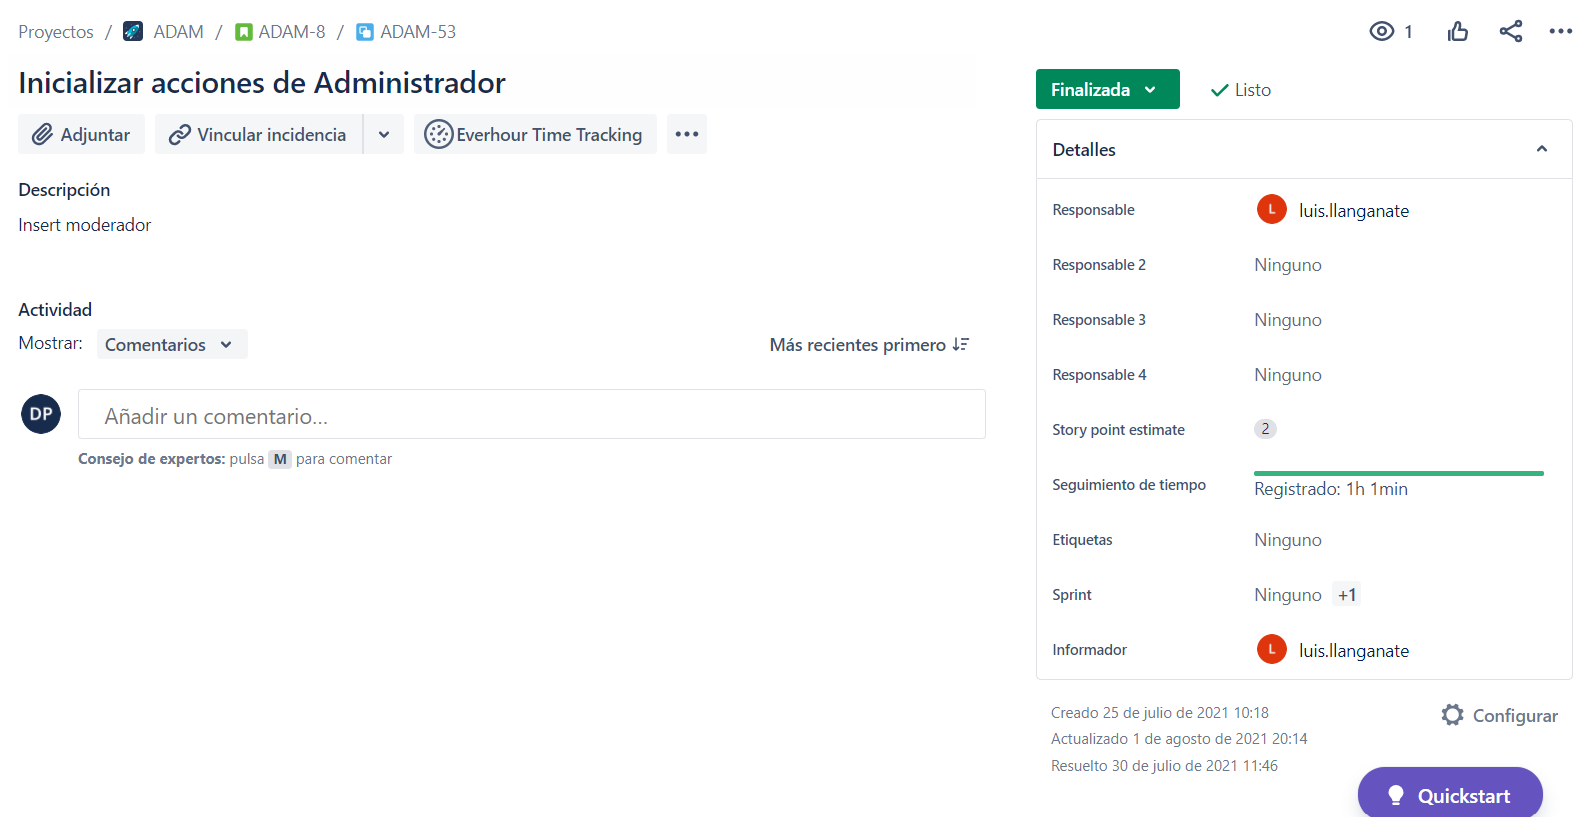 Proyectos / ADAM / ADAM-8 / ADAM-53
1
Inicializar acciones de Administrador
Finalizada
Listo
Adjuntar
Vincular incidencia
Everhour Time Tracking
Descripción
Insert moderador
Actividad
Mostrar: Comentarios
Más recientes primero
DP
Añadir un comentario...
Consejo de expertos: pulsa M para comentar
Detalles
Responsable L luis.llanganate
Responsable 2 Ninguno
Responsable 3 Ninguno
Responsable 4 Ninguno
Story point estimate 2
Seguimiento de tiempo Registrado: 1h 1min
Etiquetas Ninguno
Sprint Ninguno +1
Informador L luis.llanganate
Creado 25 de julio de 2021 10:18
Configurar
Actualizado 1 de agosto de 2021 20:14
Resuelto 30 de julio de 2021 11:46
Quickstart